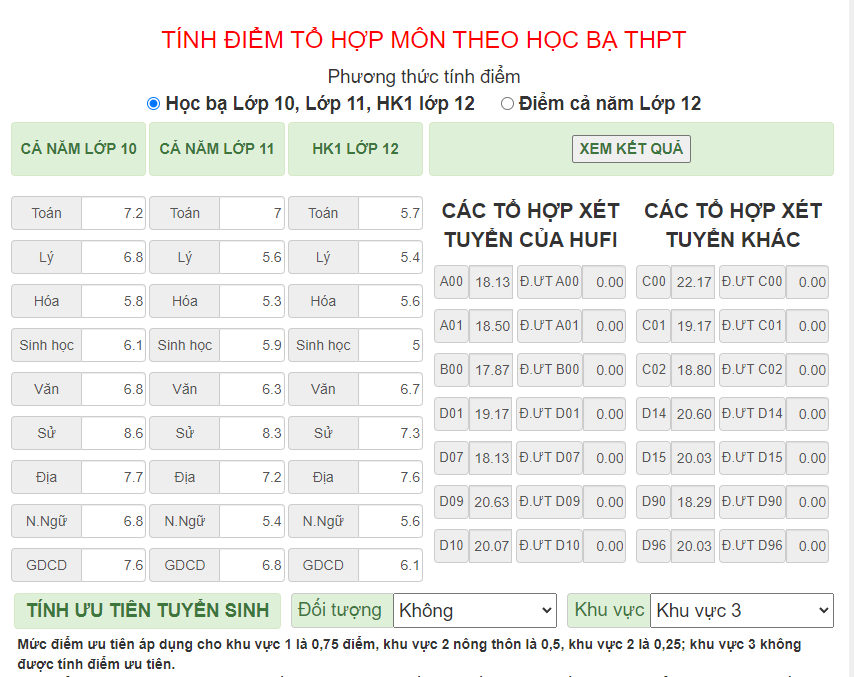 TÍNH ĐIỂM TỔ HỢP MÔN THEO HỌC BẠ THPT
Phương thức tính điểm
Học bạ Lớp 10, Lớp 11, HK1 lớp 12 Điểm cả năm Lớp 12
CẢ NĂM LỚP 10 CẢ NĂM LỚP 11 HK1 LỚP 12 XEM KẾT QUẢ
Toán 7.2 Toán 7 Toán 5.7
Lý 6.8 Lý 5.6 Lý 5.4
Hóa 5.8 Hóa 5.3 Hóa 5.6
Sinh học 6.1 Sinh học 5.9 Sinh học 5
Văn 6.8 Văn 6.3 Văn 6.7
Sử 8.6 Sử 8.3 Sử 7.3
Địa 7.7 Địa 7.2 Địa 7.6
N.Ngữ 6.8 N.Ngữ 5.4 N.Ngữ 5.6
GDCD 7.6 GDCD 6.8 GDCD 6.1
CÁC TỔ HỢP XÉT
TUYỂN CỦA HUFI
A00 18.13 Đ.ƯT A00 0.00
A01 18.50 Đ.ƯT A01 0.00
B00 17.87 Đ.ƯT B00 0.00
D01 19.17 Đ.ƯT D01 0.00
D07 18.13 Đ.ƯT D07 0.00
D09 20.63 Đ.ƯT D09 0.00
D10 20.07 Đ.ƯT D10 0.00
CÁC TỔ HỢP XÉT
TUYỂN KHÁC
C00 22.17 Đ.ƯT C00 0.00
C01 19.17 Đ.ƯT C01 0.00
C02 18.80 Đ.ƯT C02 0.00
D14 20.60 Đ.ƯT D14 0.00
D15 20.03 Đ.ƯT D15 0.00
D90 18.29 Đ.ƯT D90 0.00
D96 20.03 Đ.ƯT D96 0.00
TÍNH ƯU TIÊN TUYỂN SINH Đối tượng Không Khu vực Khu vực 3
Mức điểm ưu tiên áp dụng cho khu vực 1 là 0,75 điểm, khu vực 2 nông thôn là 0,5, khu vực 2 là 0,25; khu vực 3 không
được tính điểm ưu tiên.